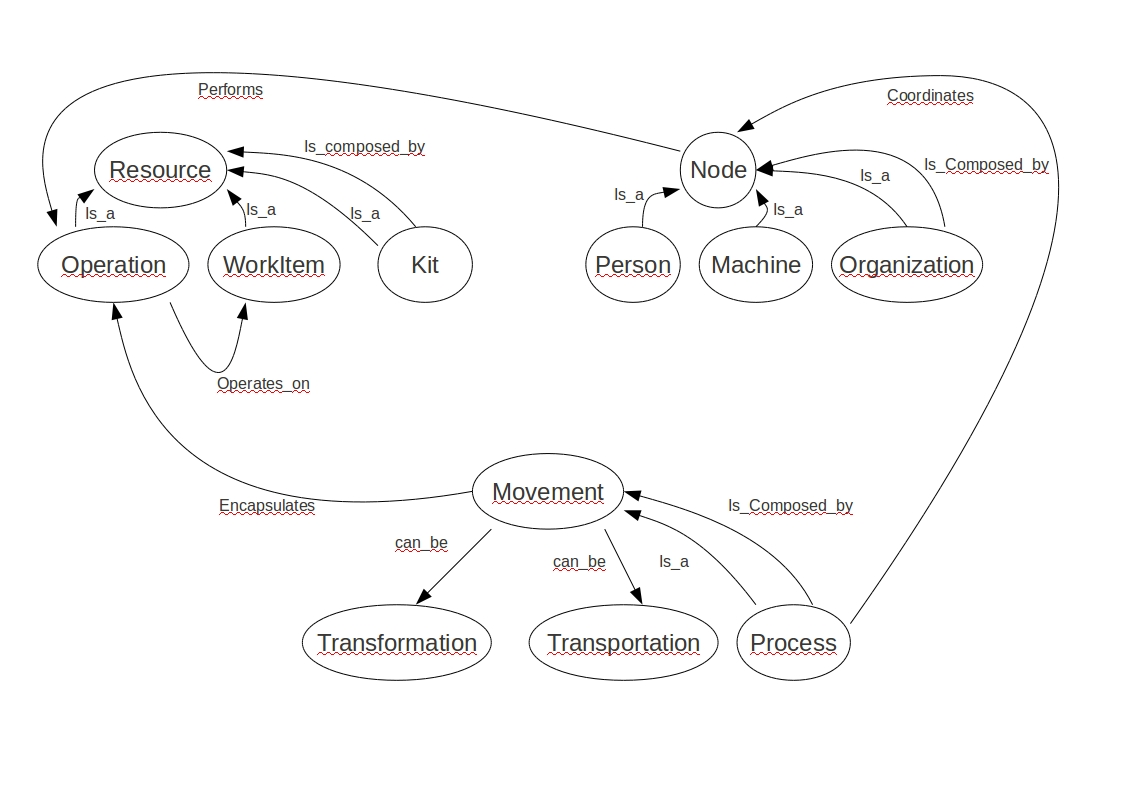 Performs
Coordinates
Is_composed_by
Is_Composed_by
Resource
Node
Is_a
Is_a
Is_a
Is_a
Is_a
Is_a
Operation
WorkItem
Kit
Person
Machine
Organization
Operates_on
Movement
Encapsulates
Is_Composed_by
can_be
can_be
Is_a
Transformation
Transportation
Process